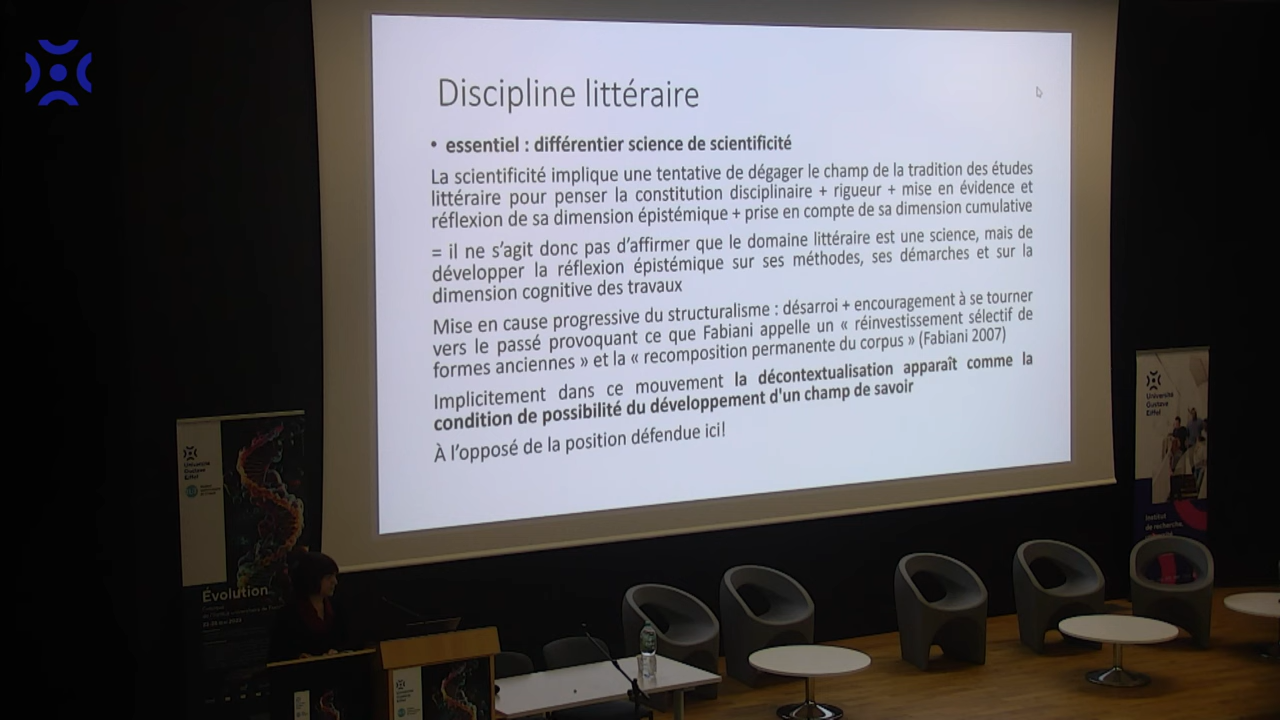 Discipline littéraire
• essentiel : différentier science de scientificité
La scientificité implique une tentative de dégager le champ de la tradition des études
littéraire pour penser la constitution disciplinaire + rigueur + mise en évidence et
réflexion de sa dimension épistémique + prise en compte de sa dimension cumulative
= il ne s'agit donc pas d'affirmer que le domaine littéraire est une science, mais de
développer la réflexion épistémique sur ses méthodes, ses démarches et sur la
dimension cognitive des travaux
Mise en cause progressive du structuralisme : désarroi + encouragement à se tourner
vers le passé provoquant ce que Fabiani appelle un « réinvestissement sélectif de
formes anciennes » et la « recomposition permanente du corpus » (Fabiani 2007)
Implicitement dans ce mouvement la décontextualisation apparaît comme la
condition de possibilité du développement d'un champ de savoir
À l'opposé de la position défendue ici!
Université
Gustave
Eiffel
Évolution
Université
Gustave
Eiffel
Institut
de recherche,